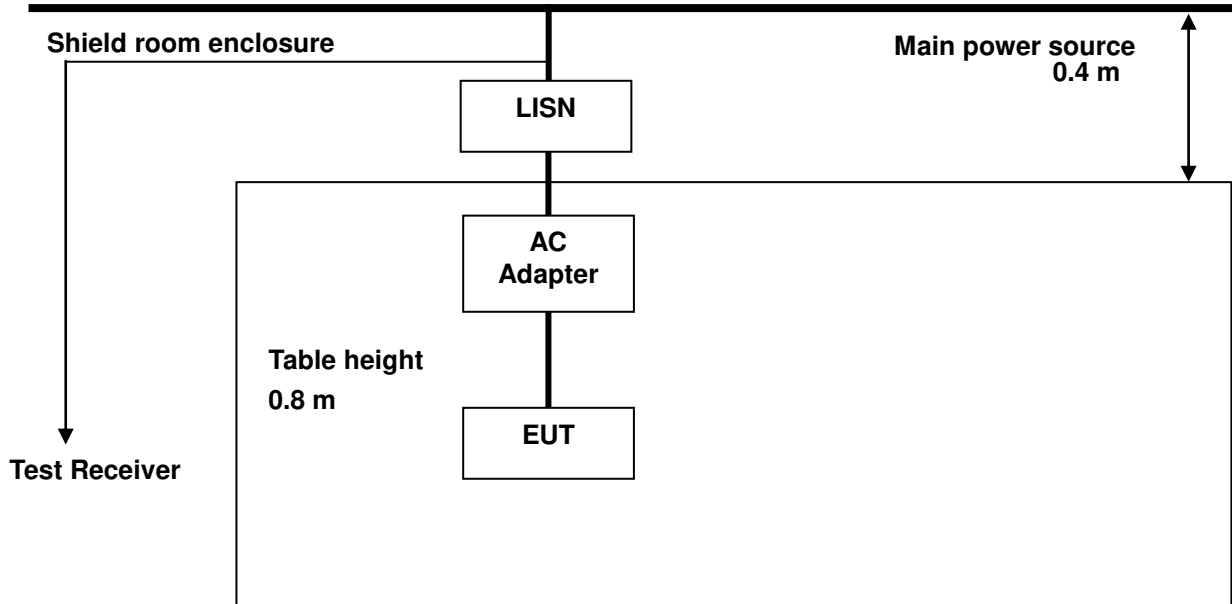 Shield room enclosure
Main power source
0.4 m
LISN
AC
Adapter
Table height
0.8 m
EUT
Test Receiver